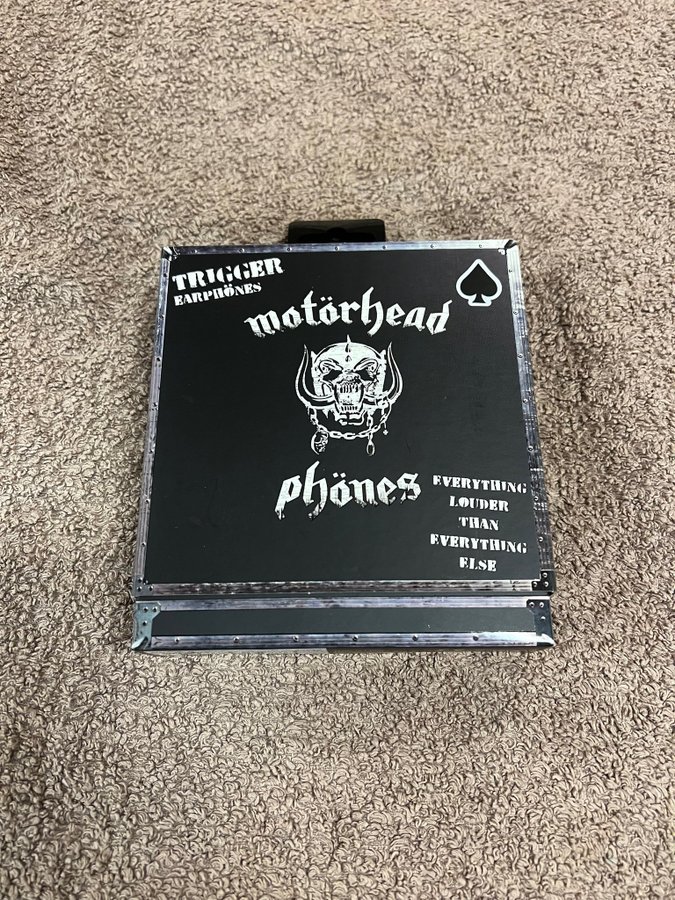 TRIGGER
EARPHÖNES
motörhead
phönes
EVERYTHING
LOUDER
THAN
EVERYTHING
ELSE